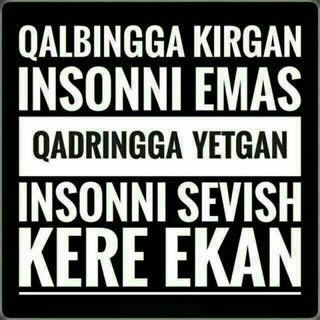 QALBINGGA KIRGAN
INSONNI EMAS
QADRINGGA YETGAN
INSONNI SEVISH
KERE EKAN